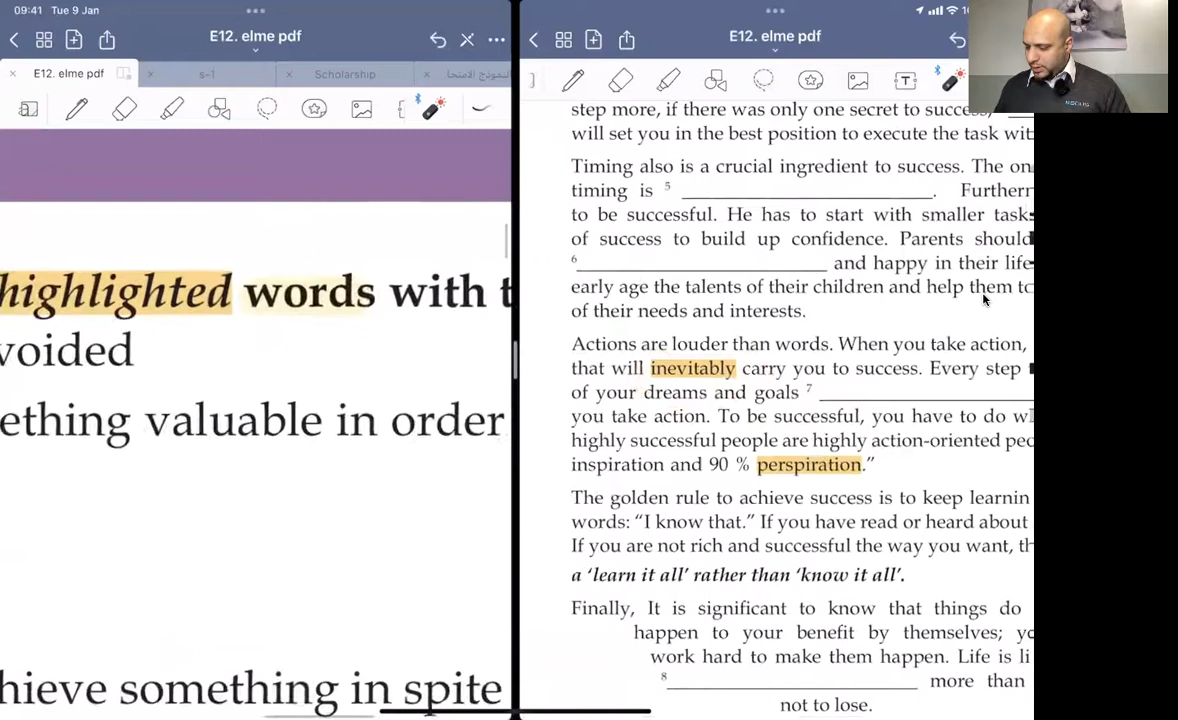 09:41 Tue 9 Jan
E12. elme pdf
E12. elme pdf
s-1
Scholarship
النموذج الامتحا
highlighted words with t
voided
ething valuable in order
hieve something in spite
E12. elme pdf
step more, if there was only one secret to success,
will set you in the best position to execute the task wit
Timing also is a crucial ingredient to success. The on
timing is 5 ____________________. Furtherr
to be successful. He has to start with smaller tasks
of success to build up confidence. Parents should
6 ____________________ and happy in their life
early age the talents of their children and help them to
of their needs and interests.
Actions are louder than words. When you take action,
that will inevitably carry you to success. Every step
of your dreams and goals 7 ____________________
you take action. To be successful, you have to do wh
highly successful people are highly action-oriented peo
inspiration and 90 % perspiration.”
The golden rule to achieve success is to keep learnin
words: “I know that.” If you have read or heard about
If you are not rich and successful the way you want, th
a ‘learn it all’ rather than ‘know it all’.
Finally, It is significant to know that things do
happen to your benefit by themselves; yo
work hard to make them happen. Life is li
8 ____________________ more than
not to lose.